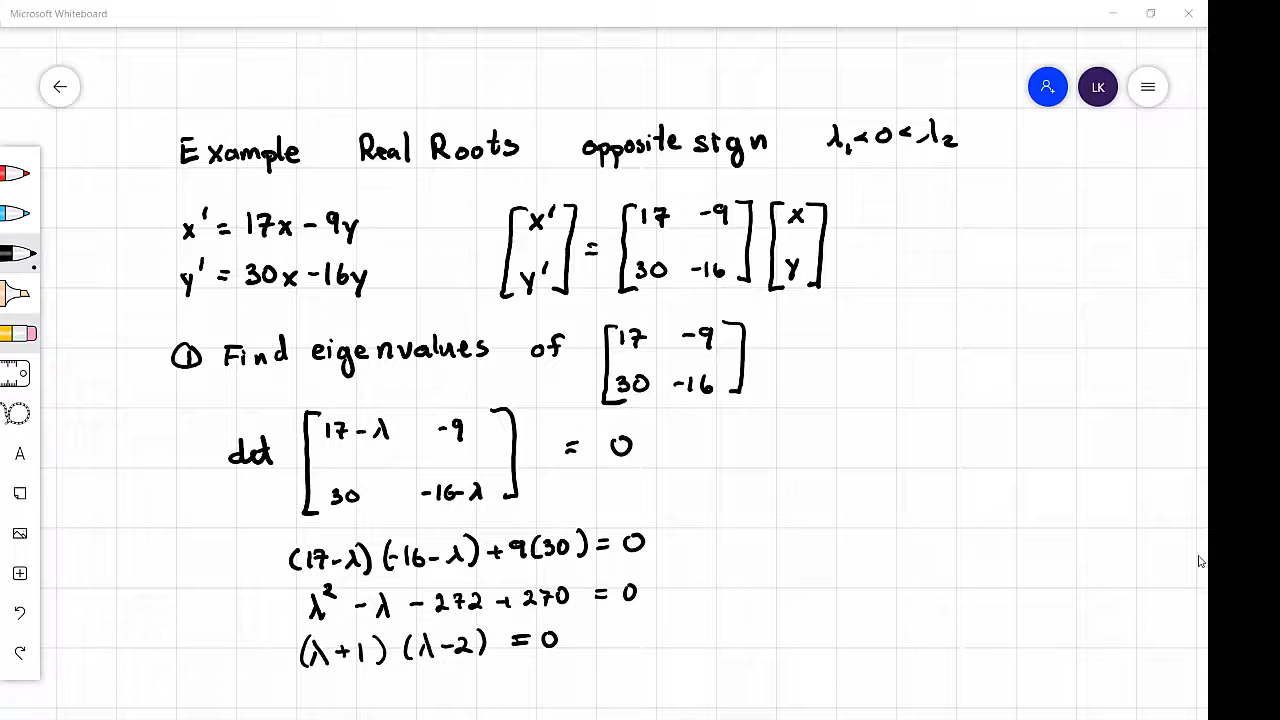 Microsoft Whiteboard
LK
Example Real Roots opposite sign λ₁ < 0 < λ₂
x' = 17x - 9y
y' = 30x - 16y
[x' y'] = [17 -9 30 -16] [x y]
① Find eigenvalues of [17 -9 30 -16]
det [17-λ -9 30 -16-λ] = 0
(17-λ)(-16-λ)+9(30) = 0
λ² - λ - 272 + 270 = 0
(λ+1)(λ-2) = 0
A